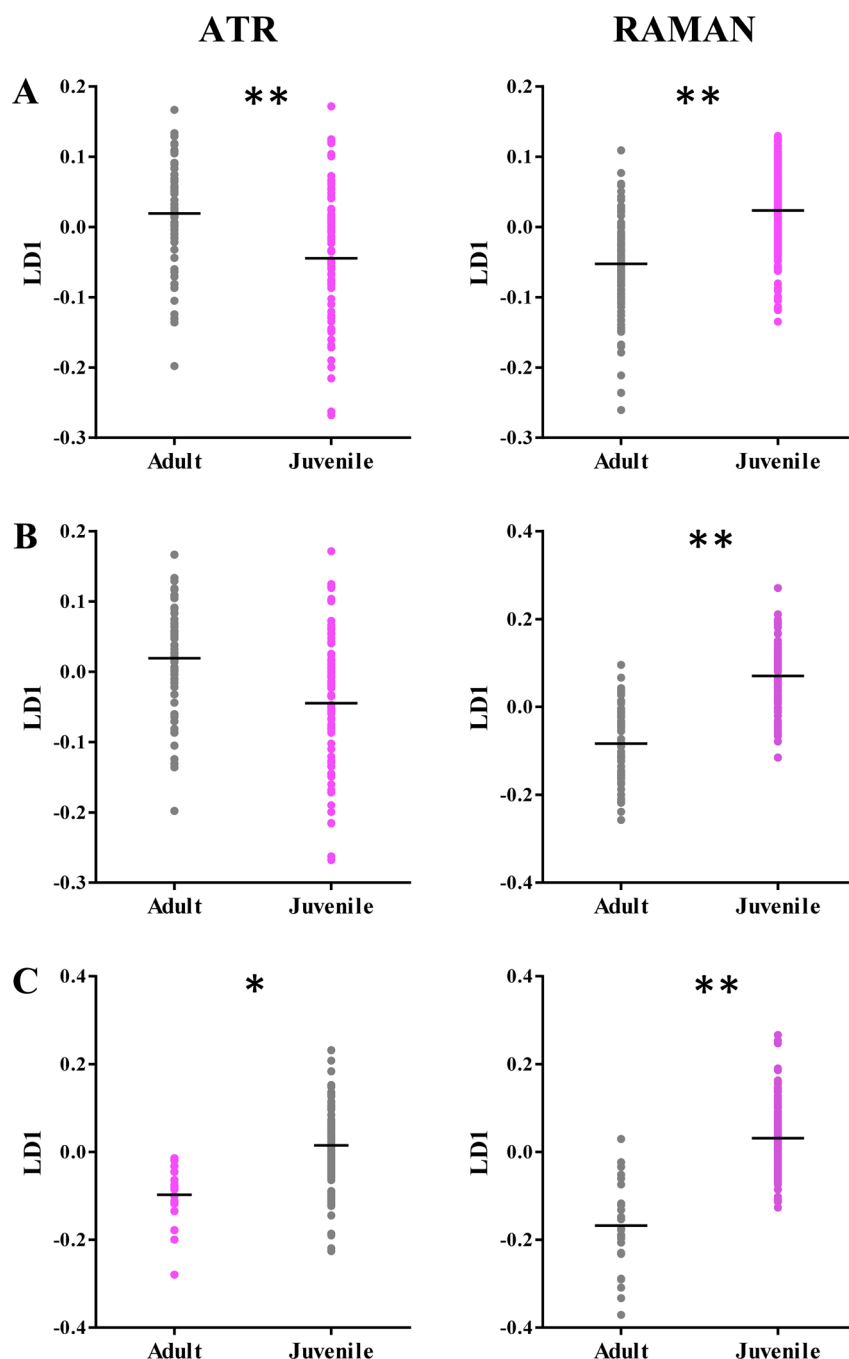 ATR RAMAN
A ** **
0.2 0.2
0.1 0.1
0.0 0.0
-0.1 -0.1
-0.2 -0.2
-0.3 -0.3
LD1 LD1
Adult Juvenile Adult Juvenile
B **
0.2 0.4
0.1 0.2
0.0 0.0
-0.1 -0.2
-0.2 -0.4
-0.3
LD1 LD1
Adult Juvenile Adult Juvenile
C * **
0.4 0.4
0.2 0.2
0.0 0.0
-0.2 -0.2
-0.4 -0.4
LD1 LD1
Adult Juvenile Adult Juvenile